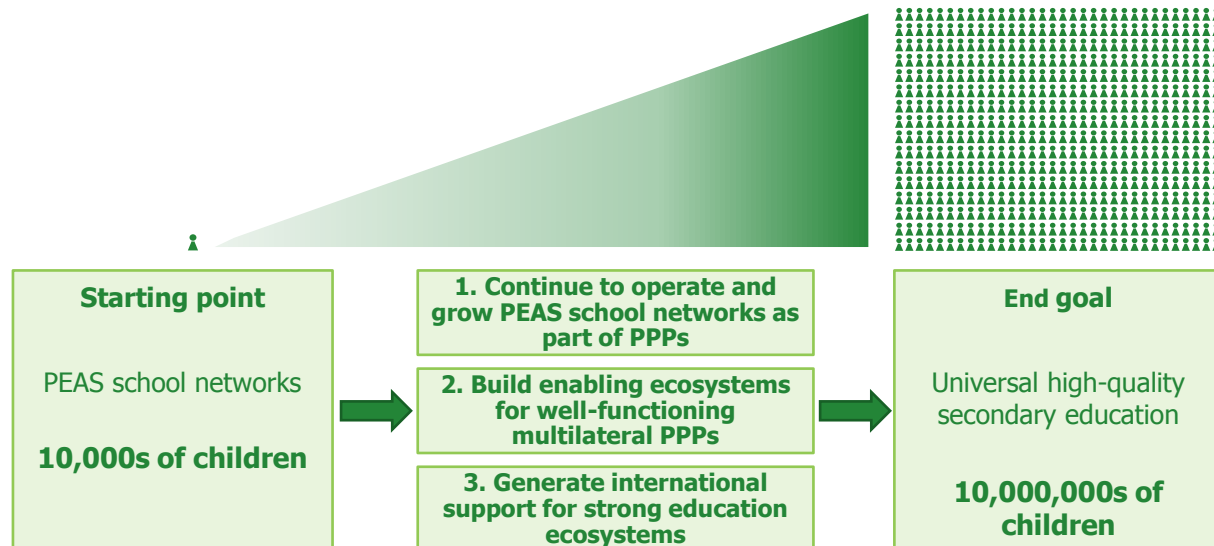 Starting point
PEAS school networks
10,000s of children
1. Continue to operate and
grow PEAS school networks as
part of PPPs
2. Build enabling ecosystems
for well-functioning
multilateral PPPs
3. Generate international
support for strong education
ecosystems
End goal
Universal high-quality
secondary education
10,000,000s of
children